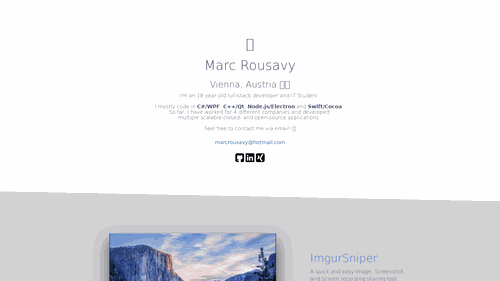 Marc Rousavy
Vienna, Austria
I'm an 18 year old full-stack developer and IT Student
I mostly code in C#/WPF, C++/Qt, Node.js/Electron and Swift/Cocoa
So far, I have worked for 4 different companies and developed
multiple scalable closed- and open-source applications
Feel free to contact me via email!
marcrousavy@hotmail.com
ImgurSniper
A quick and easy Image, Screenshot
and Screen recording sharing tool